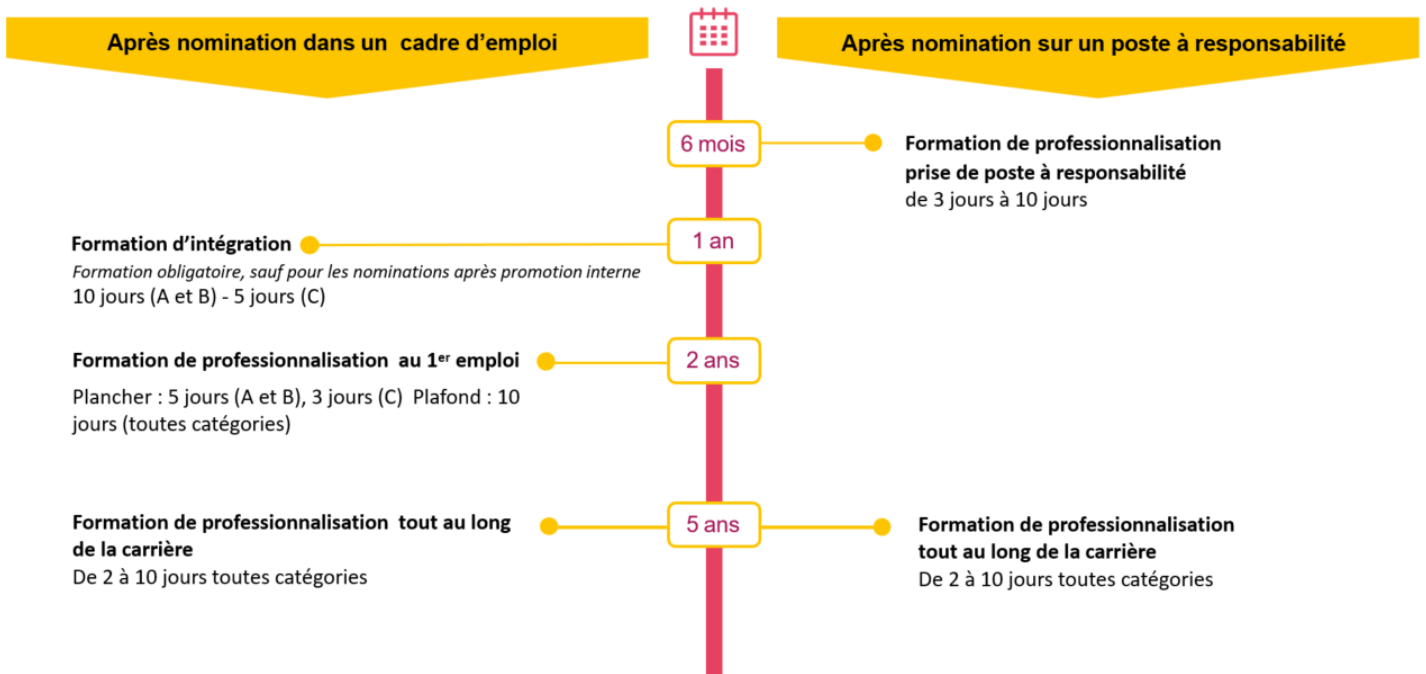 Après nomination dans un cadre d’emploi
Après nomination sur un poste à responsabilité
6 mois
Formation de professionnalisation
prise de poste à responsabilité
de 3 jours à 10 jours
Formation d’intégration
1 an
Formation obligatoire, sauf pour les nominations après promotion interne
10 jours (A et B) - 5 jours (C)
Formation de professionnalisation au 1er emploi
2 ans
Plancher : 5 jours (A et B), 3 jours (C) Plafond : 10
jours (toutes catégories)
Formation de professionnalisation tout au long
de la carrière
De 2 à 10 jours toutes catégories
5 ans
Formation de professionnalisation
tout au long de la carrière
De 2 à 10 jours toutes catégories